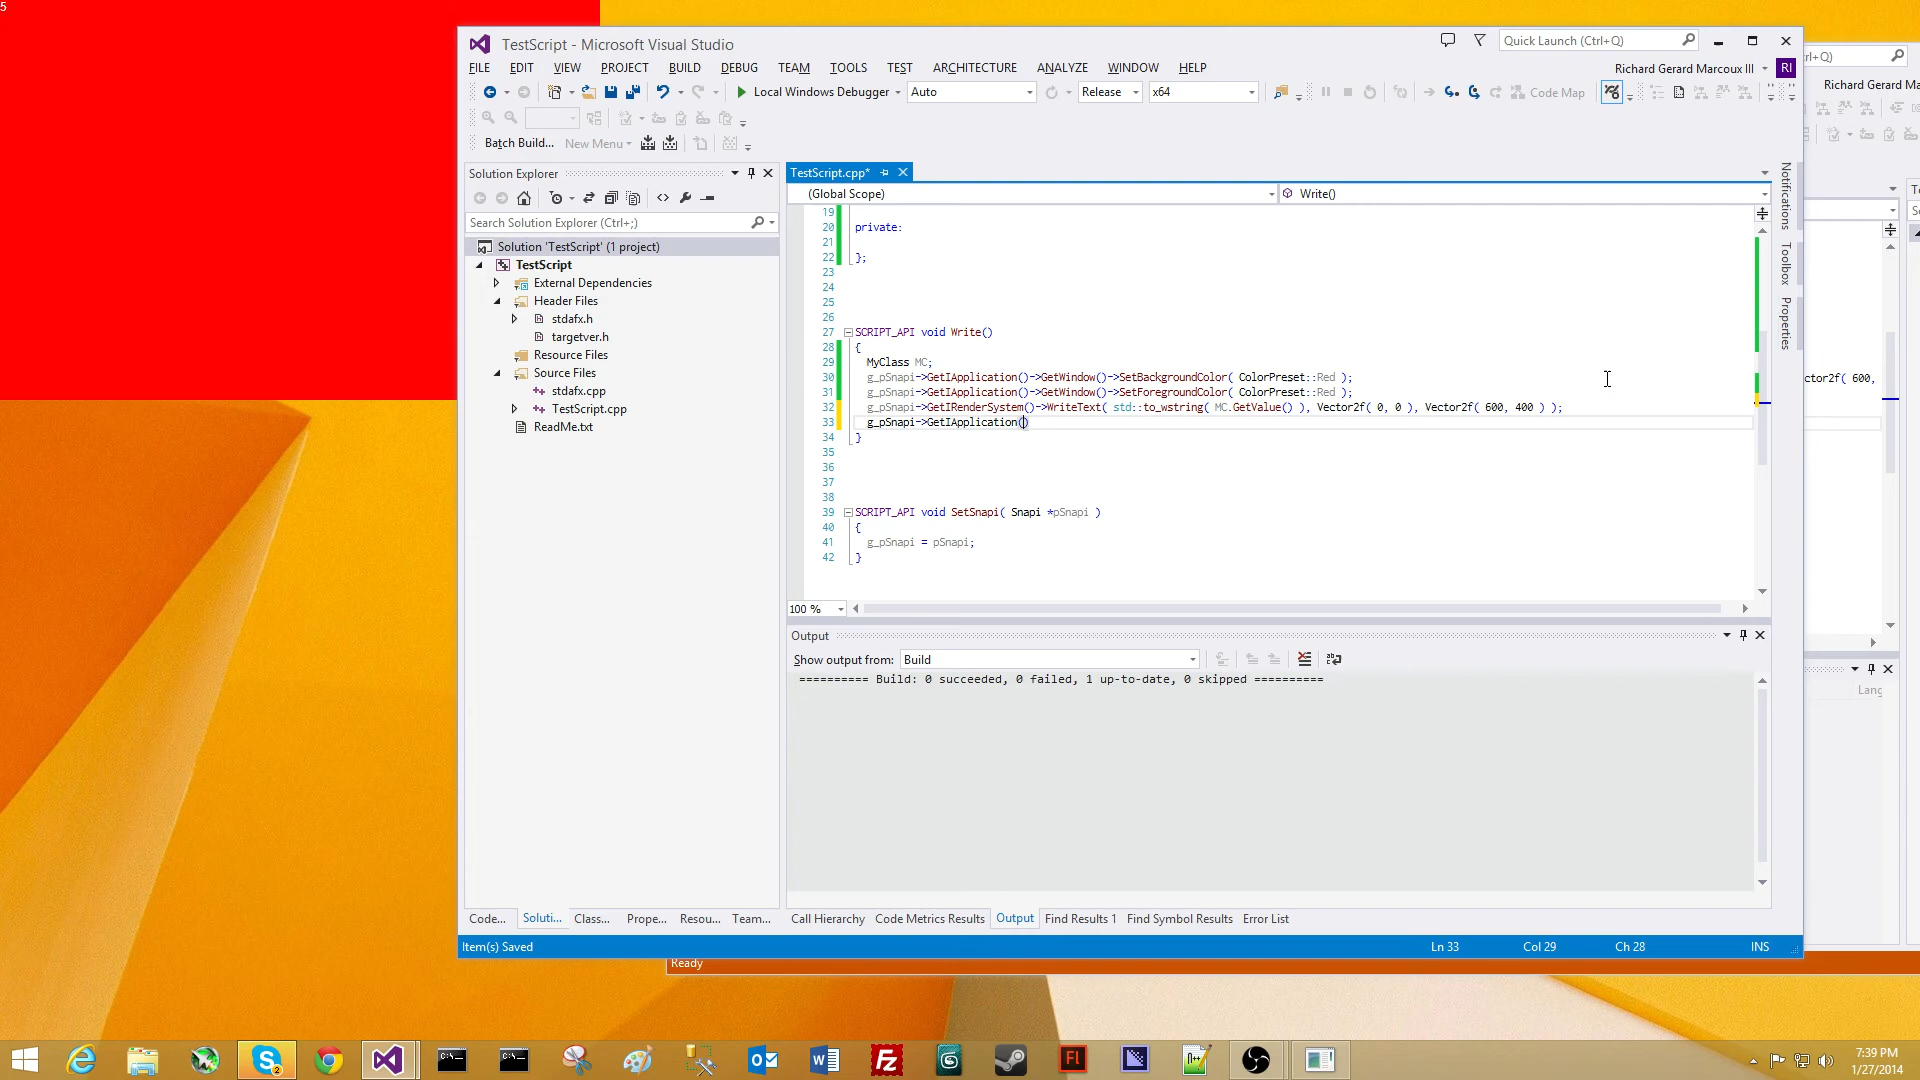 5
TestScript - Microsoft Visual Studio
Quick Launch (Ctrl+Q)
FILE EDIT VIEW PROJECT BUILD DEBUG TEAM TOOLS TEST ARCHITECTURE ANALYZE WINDOW HELP
Richard Gerard Marcoux III RI
Richard Gerard Ma
Local Windows Debugger Auto Release x64 Code Map
Batch Build... New Menu
Solution Explorer
Search Solution Explorer (Ctrl+;)
Solution 'TestScript' (1 project)
TestScript
External Dependencies
Header Files
stdafx.h
targetver.h
Resource Files
Source Files
stdafx.cpp
TestScript.cpp
ReadMe.txt
TestScript.cpp*
(Global Scope) Write()
19
20 private:
21
22 };
23
24
25
26
27 SCRIPT_API void Write()
28 {
29 MyClass MC;
30 g_pSnapi->GetIApplication()->GetWindow()->SetBackgroundColor( ColorPreset::Red );
31 g_pSnapi->GetIApplication()->GetWindow()->SetForegroundColor( ColorPreset::Red );
32 g_pSnapi->GetIRenderSystem()->WriteText( std::to_wstring( MC.GetValue() ), Vector2f( 0, 0 ), Vector2f( 600, 400 ) );
33 g_pSnapi->GetIApplication()
34 }
35
36
37
38
39 SCRIPT_API void SetSnapi( Snapi *pSnapi )
40 {
41 g_pSnapi = pSnapi;
42 }
100 %
Notifications
Toolbox
Properties
ctor2f( 600,
Output
Show output from: Build
========== Build: 0 succeeded, 0 failed, 1 up-to-date, 0 skipped ==========
Lang
Code... Soluti... Class... Prope... Resou... Team...
Call Hierarchy Code Metrics Results Output Find Results 1 Find Symbol Results Error List
Item(s) Saved Ln 33 Col 29 Ch 28 INS
Ready
7:39 PM
1/27/2014